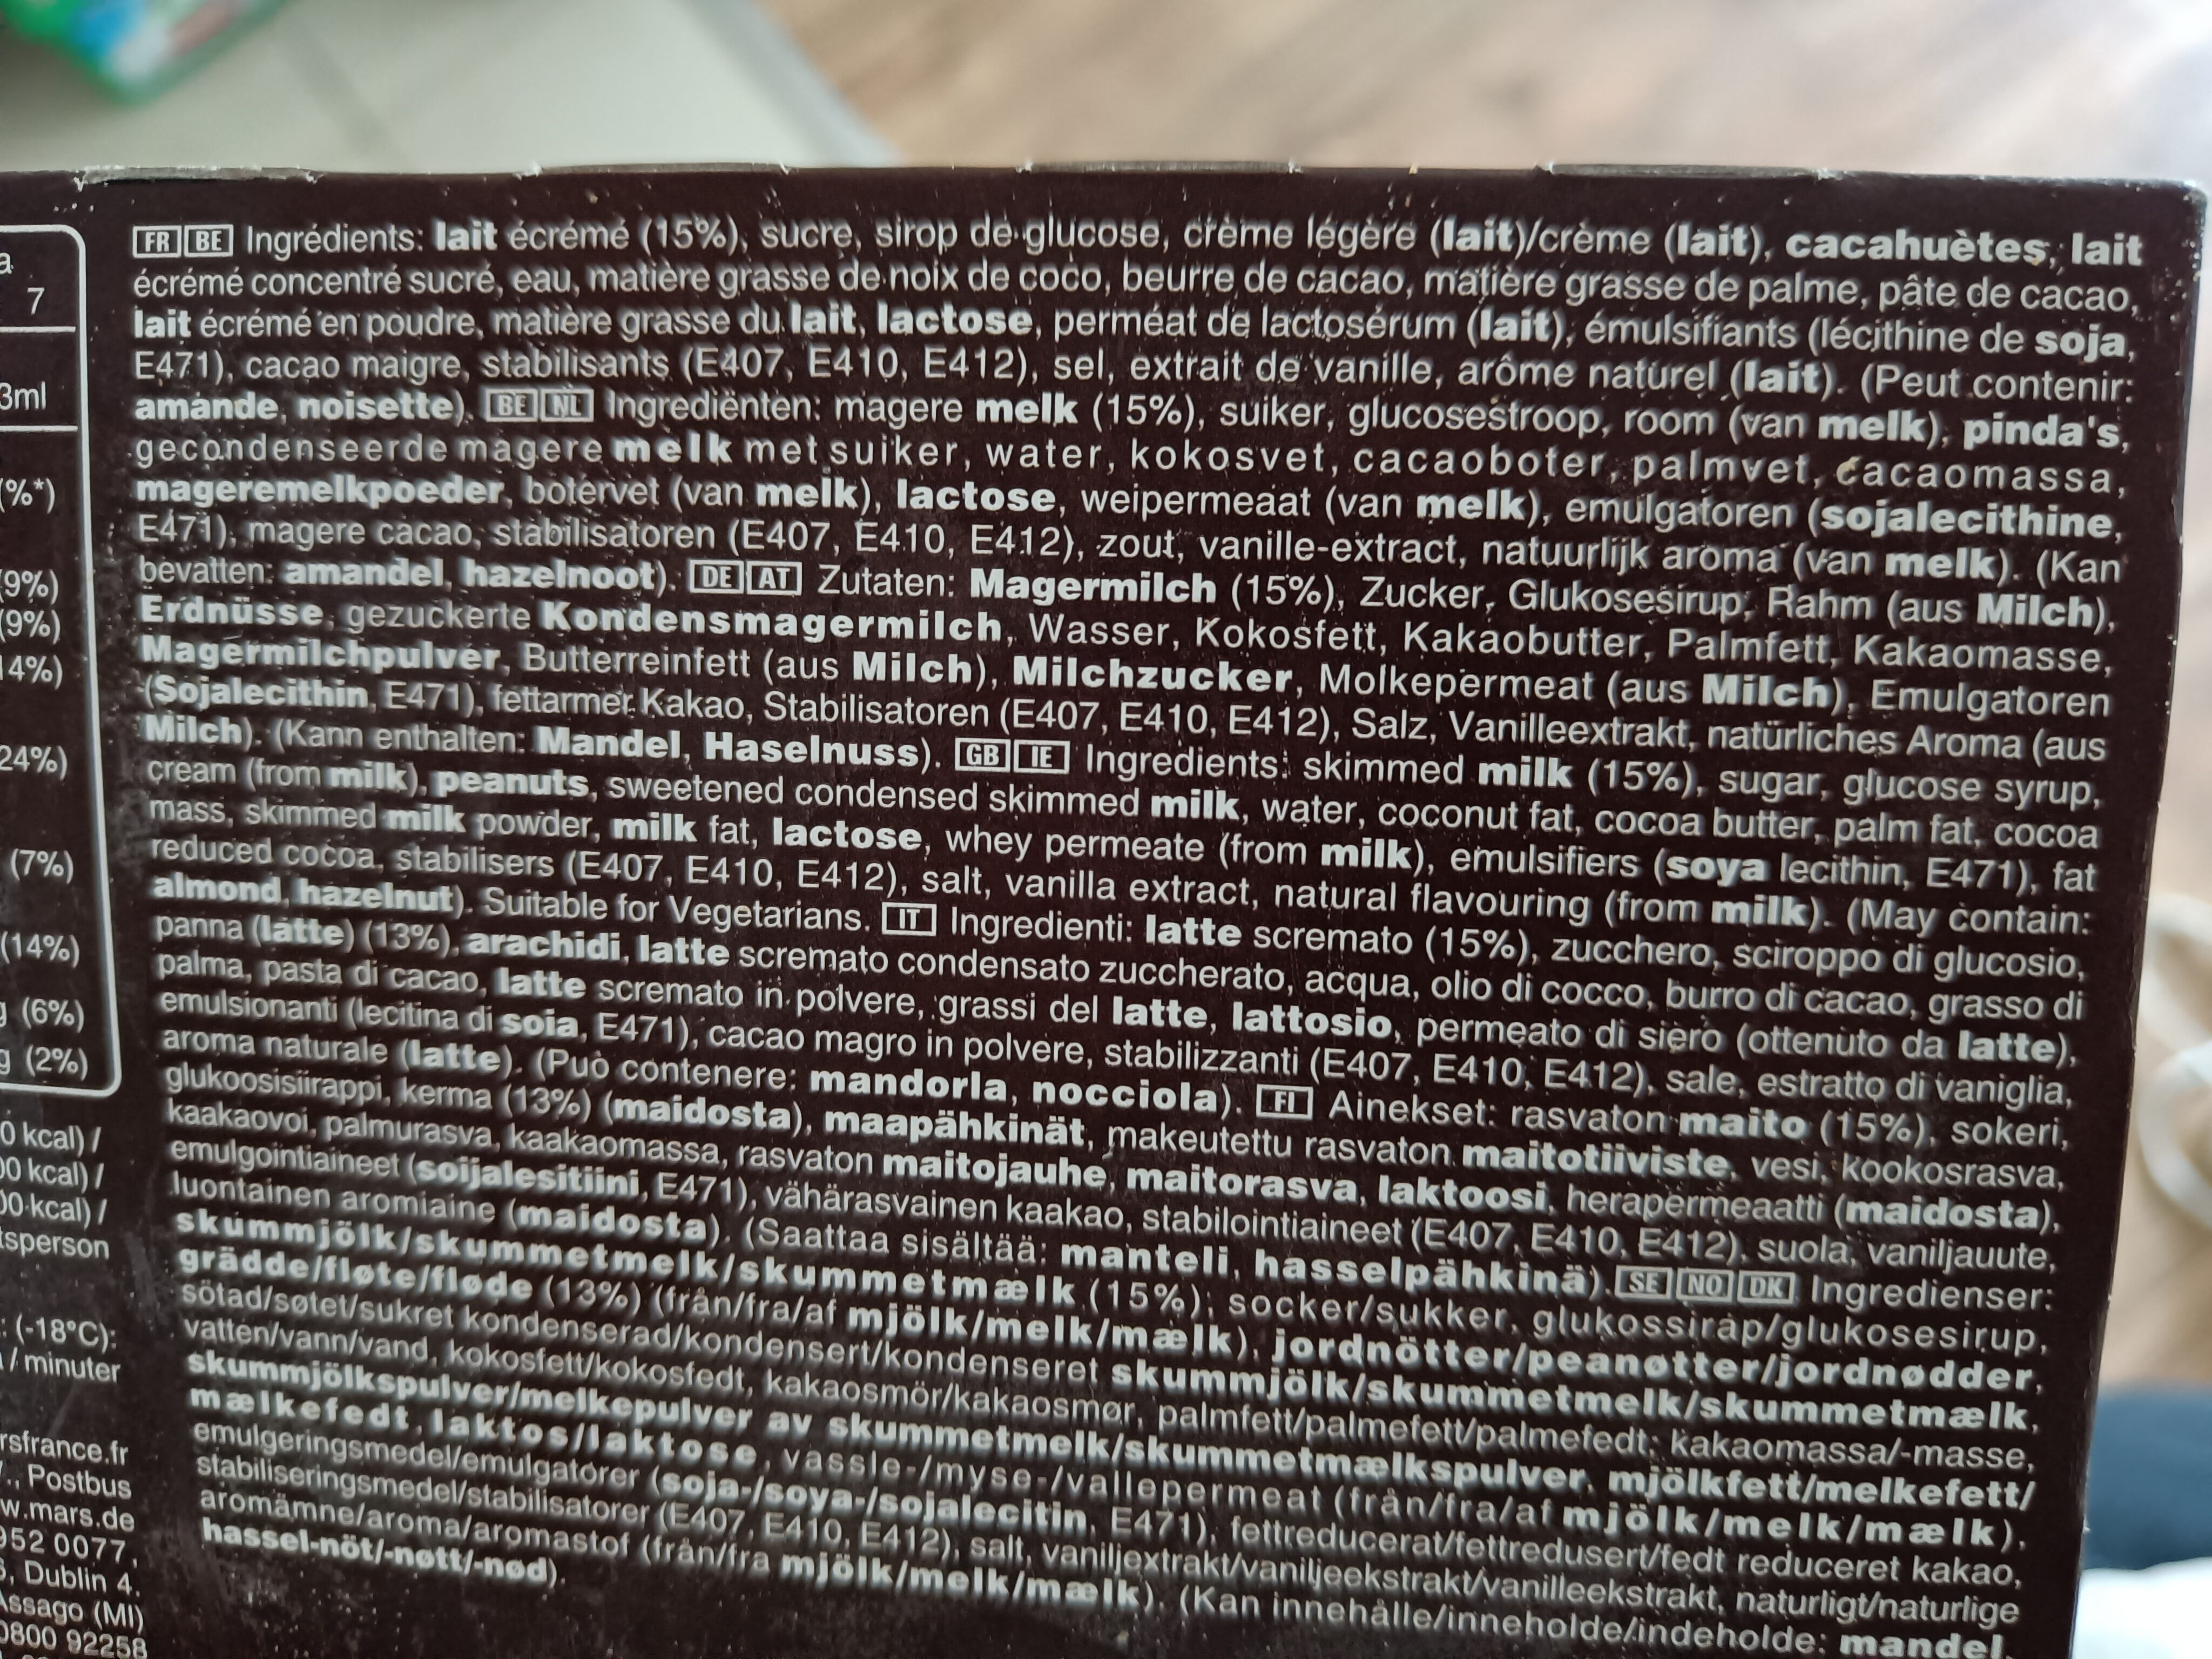 FR BE Ingrédients: lait écrémé (15%), sucre, sirop de glucose, crème légère (lait)/crème (lait), cacahuètes, lait
écrémé concentré sucré, eau, matière grasse de noix de coco, beurre de cacao, matière grasse de palme, pâte de cacao,
lait écrémé en poudre, matière grasse du lait, lactose, perméat de lactosérum (lait), émulsifiants (lécithine de soja,
E471), cacao maigre, stabilisants (E407, E410, E412), sel, extrait de vanille, arôme naturel (lait). (Peut contenir:
amande, noisette). BE NL Ingrediënten: magere melk (15%), suiker, glucosestroop, room (van melk), pinda's,
gecondenseerde magere melk met suiker, water, kokosvet, cacaoboter, palmvet, cacaomassa,
mageremelkpoeder, botervet (van melk), lactose, weipermeaat (van melk), emulgatoren (sojalecithine,
E471), magere cacao, stabilisatoren (E407, E410, E412), zout, vanille-extract, natuurlijk aroma (van melk). (Kan
bevatten: amandel, hazelnoot). DE AT Zutaten: Magermilch (15%), Zucker, Glukosesirup, Rahm (aus Milch),
Erdnüsse, gezuckerte Kondensmagermilch, Wasser, Kokosfett, Kakaobutter, Palmfett, Kakaomasse,
Magermilchpulver, Butterreinfett (aus Milch), Milchzucker, Molkepermeat (aus Milch), Emulgatoren
(Sojalecithin, E471), fettarmer Kakao, Stabilisatoren (E407, E410, E412), Salz, Vanilleextrakt, natürliches Aroma (aus
Milch). (Kann enthalten: Mandel, Haselnuss). GB IE Ingredients: skimmed milk (15%), sugar, glucose syrup,
cream (from milk), peanuts, sweetened condensed skimmed milk, water, coconut fat, cocoa butter, palm fat, cocoa
mass, skimmed milk powder, milk fat, lactose, whey permeate (from milk), emulsifiers (soya lecithin, E471), fat
reduced cocoa, stabilisers (E407, E410, E412), salt, vanilla extract, natural flavouring (from milk). (May contain:
almond, hazelnut). Suitable for Vegetarians. IT Ingredienti: latte scremato (15%), zucchero, sciroppo di glucosio,
panna (latte) (13%), arachidi, latte scremato condensato zuccherato, acqua, olio di cocco, burro di cacao, grasso di
palma, pasta di cacao, latte scremato in polvere, grassi del latte, lattosio, permeato di siero (ottenuto da latte),
emulsionanti (lecitina di soia, E471), cacao magro in polvere, stabilizzanti (E407, E410, E412), sale, estratto di vaniglia,
aroma naturale (latte). (Può contenere: mandorla, nocciola). FI Ainekset: rasvaton maito (15%), sokeri,
glukoosisiirappi, kerma (13%) (maidosta), maapähkinät, makeutettu rasvaton maitotiiviste, vesi, kookosrasva,
kaakaovoi, palmurasva, kaakaomassa, rasvaton maitojauhe, maitorasva, laktoosi, herapermeaatti (maidosta),
emulgointiaineet (soijalesitiini, E471), vähärasvainen kaakao, stabilointiaineet (E407, E410, E412), suola, vaniljauute,
luontainen aromiaine (maidosta). (Saattaa sisältää: manteli, hasselpähkinä). SE NO DK Ingredienser:
skummjölk/skummetmelk/skummetmælk (15%), socker/sukker, glukossirap/glukosesirup,
grädde/fløte/fløde (13%) (från/fra/af mjölk/melk/mælk), jordnötter/peanøtter/jordnødder,
sötad/søtet/sukret kondenserad/kondensert/kondenseret skummjölk/skummetmelk/skummetmælk,
vatten/vann/vand, kokosfett/kokosfedt, kakaosmör/kakaosmør, palmfett/palmefett/palmefedt, kakaomassa/-masse,
skummjölkspulver/melkepulver av skummetmelk/skummetmælkspulver, mjölkfett/melkefett/
mælkefedt, laktos/laktose, vassle-/myse-/vallepermeat (från/fra/af mjölk/melk/mælk),
emulgeringsmedel/emulgatorer (soja-/soya-/sojalecitin, E471), fettreducerat/fettredusert/fedt reduceret kakao,
stabiliseringsmedel/stabilisatorer (E407, E410, E412), salt, vaniljextrakt/vaniljeekstrakt/vanilleekstrakt, naturligt/naturlige
aromämne/aroma/aromastof (från/fra mjölk/melk/mælk). (Kan innehålle/inneholde/indeholde: mandel,
hassel-nöt/-nøtt/-nød).
a
7
3ml
(%*)
(9%)
(9%)
14%)
24%)
(7%)
(14%)
g (6%)
g (2%)
0 kcal) /
00 kcal) /
00 kcal) /
tsperson
: (-18°C):
/ minuter
rsfrance.fr
., Postbus
w.mars.de
952 0077,
, Dublin 4.
Assago (MI)
0800 92258